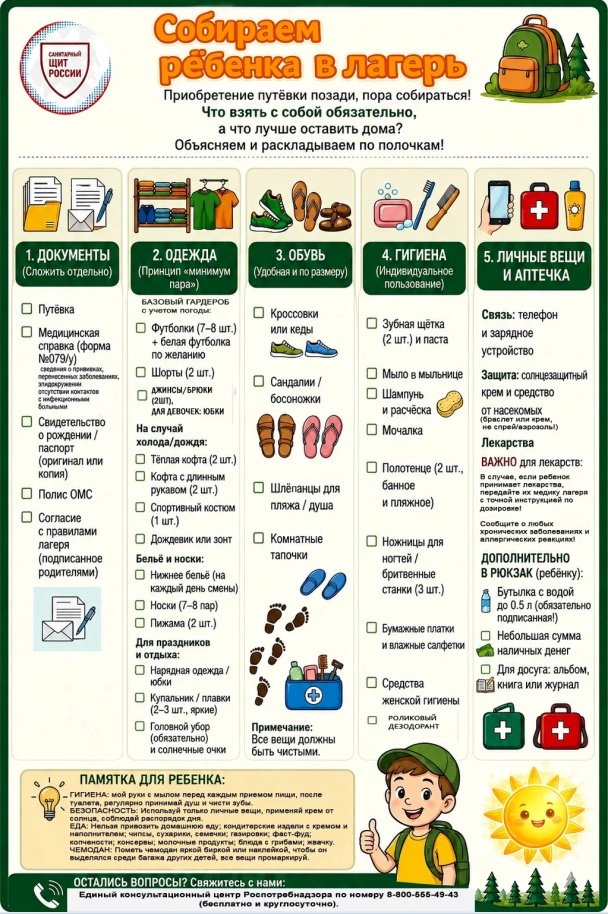 САНИТАРНЫЙ
ЩИТ
РОССИИ
Собираем
ребенка в лагерь
Приобретение путёвки позади, пора собираться!
Что взять с собой обязательно,
а что лучше оставить дома?
Объясняем и раскладываем по полочкам!
1. ДОКУМЕНТЫ
(Сложить отдельно)
Путёвка
Медицинская
справка (форма
№079/у)
сведения о прививках,
перенесенных заболеваниях,
эпидокружении
отсутствии контактов
с инфекционными
больными
Свидетельство
о рождении /
паспорт
(оригинал или
копия)
Полис ОМС
Согласие
с правилами
лагеря
(подписанное
родителями)
2. ОДЕЖДА
(Принцип «минимум
пара»)
БАЗОВЫЙ ГАРДЕРОБ
с учетом погоды:
Футболки (7–8 шт.)
+ белая футболка
по желанию
Шорты (2 шт.)
ДЖИНСЫ/БРЮКИ
(2ШТ),
ДЛЯ ДЕВОЧЕК: ЮБКИ
На случай
холода/дождя:
Тёплая кофта (2 шт.)
Кофта с длинным
рукавом (2 шт.)
Спортивный костюм
(1 шт.)
Дождевик или зонт
Бельё и носки:
Нижнее бельё (на
каждый день смены)
Носки (7–8 пар)
Пижама (2 шт.)
Для праздников
и отдыха:
Нарядная одежда /
юбки
Купальник / плавки
(2–3 шт., яркие)
Головной убор
(обязательно)
и солнечные очки
3. ОБУВЬ
(Удобная и по размеру)
Кроссовки
или кеды
Сандалии /
босоножки
Шлёпанцы для
пляжа / душа
Комнатные
тапочки
Примечание:
Все вещи должны
быть чистыми.
4. ГИГИЕНА
(Индивидуальное
пользование)
Зубная щётка
(2 шт.) и паста
Мыло в мыльнице
Шампунь
и расчёска
Мочалка
Полотенце (2 шт.,
банное
и пляжное)
Ножницы для
ногтей /
бритвенные
станки (3 шт.)
Бумажные платки
и влажные салфетки
Средства
женской гигиены
РОЛИКОВЫЙ
ДЕЗОДОРАНТ
5. ЛИЧНЫЕ ВЕЩИ
И АПТЕЧКА
Связь: телефон
и зарядное
устройство
Защита: солнцезащитный
крем и средство
от насекомых
(браслет или крем,
не спрей/аэрозоль!)
Лекарства
ВАЖНО для лекарств:
В случае, если ребенок
принимает лекарства,
передайте их медику лагеря
с точной инструкцией по
дозировке!
Сообщите о любых
хронических заболеваниях и
аллергических реакциях!
ДОПОЛНИТЕЛЬНО
В РЮКЗАК (ребёнку):
Бутылка с водой
до 0.5 л (обязательно
подписанная!)
Небольшая сумма
наличных денег
Для досуга: альбом,
книга или журнал
ПАМЯТКА ДЛЯ РЕБЕНКА:
ГИГИЕНА: мой руки с мылом перед каждым приемом пищи, после
туалета, регулярно принимай душ и чисти зубы.
БЕЗОПАСНОСТЬ: Используй только личные вещи, применяй крем от
солнца, соблюдай распорядок дня.
ЕДА: Нельзя привозить домашнюю еду; кондитерские издели с кремом и
наполнителем; чипсы, сухарики, семечки; газировки; фаст-фуд;
копчености; консервы; молочные продукты; блюда с грибами; жвачку.
ЧЕМОДАН: Пометь чемодан яркой биркой или наклейкой, чтобы он
выделялся среди багажа других детей, все вещи промаркируй.
ОСТАЛИСЬ ВОПРОСЫ? Свяжитесь с нами:
Единый консультационный центр Роспотребнадзора по номеру 8-800-555-49-43
(бесплатно и круглосуточно).